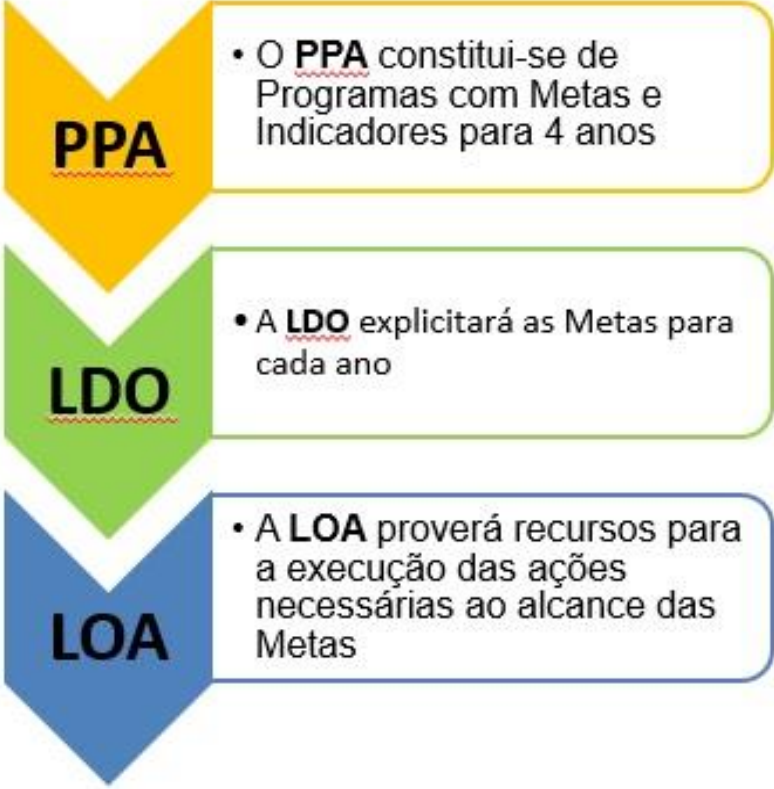 PPA
• O PPA constitui-se de
Programas com Metas e
Indicadores para 4 anos
LDO
• A LDO explicitará as Metas para
cada ano
LOA
• A LOA proverá recursos para
a execução das ações
necessárias ao alcance das
Metas